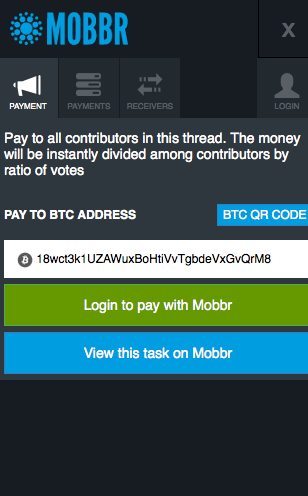 MOBBR
X
PAYMENT
PAYMENTS
RECEIVERS
LOGIN
Pay to all contributors in this thread. The money
will be instantly divided among contributors by
ratio of votes
PAY TO BTC ADDRESS
BTC QR CODE
18wct3k1UZAWuxBoHtiVvTgbdeVxGvQrM8
Login to pay with Mobbr
View this task on Mobbr